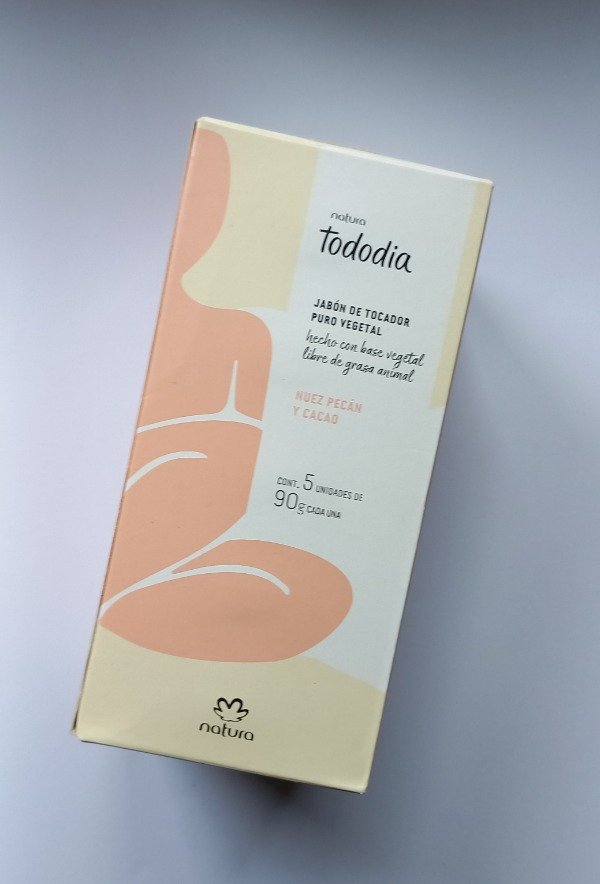 natura
tododia
JABÓN DE TOCADOR
PURO VEGETAL
hecho con base vegetal
libre de grasa animal
NUEZ PECÁN
Y CACAO
CONT. 5 UNIDADES DE
90g CADA UNA
natura